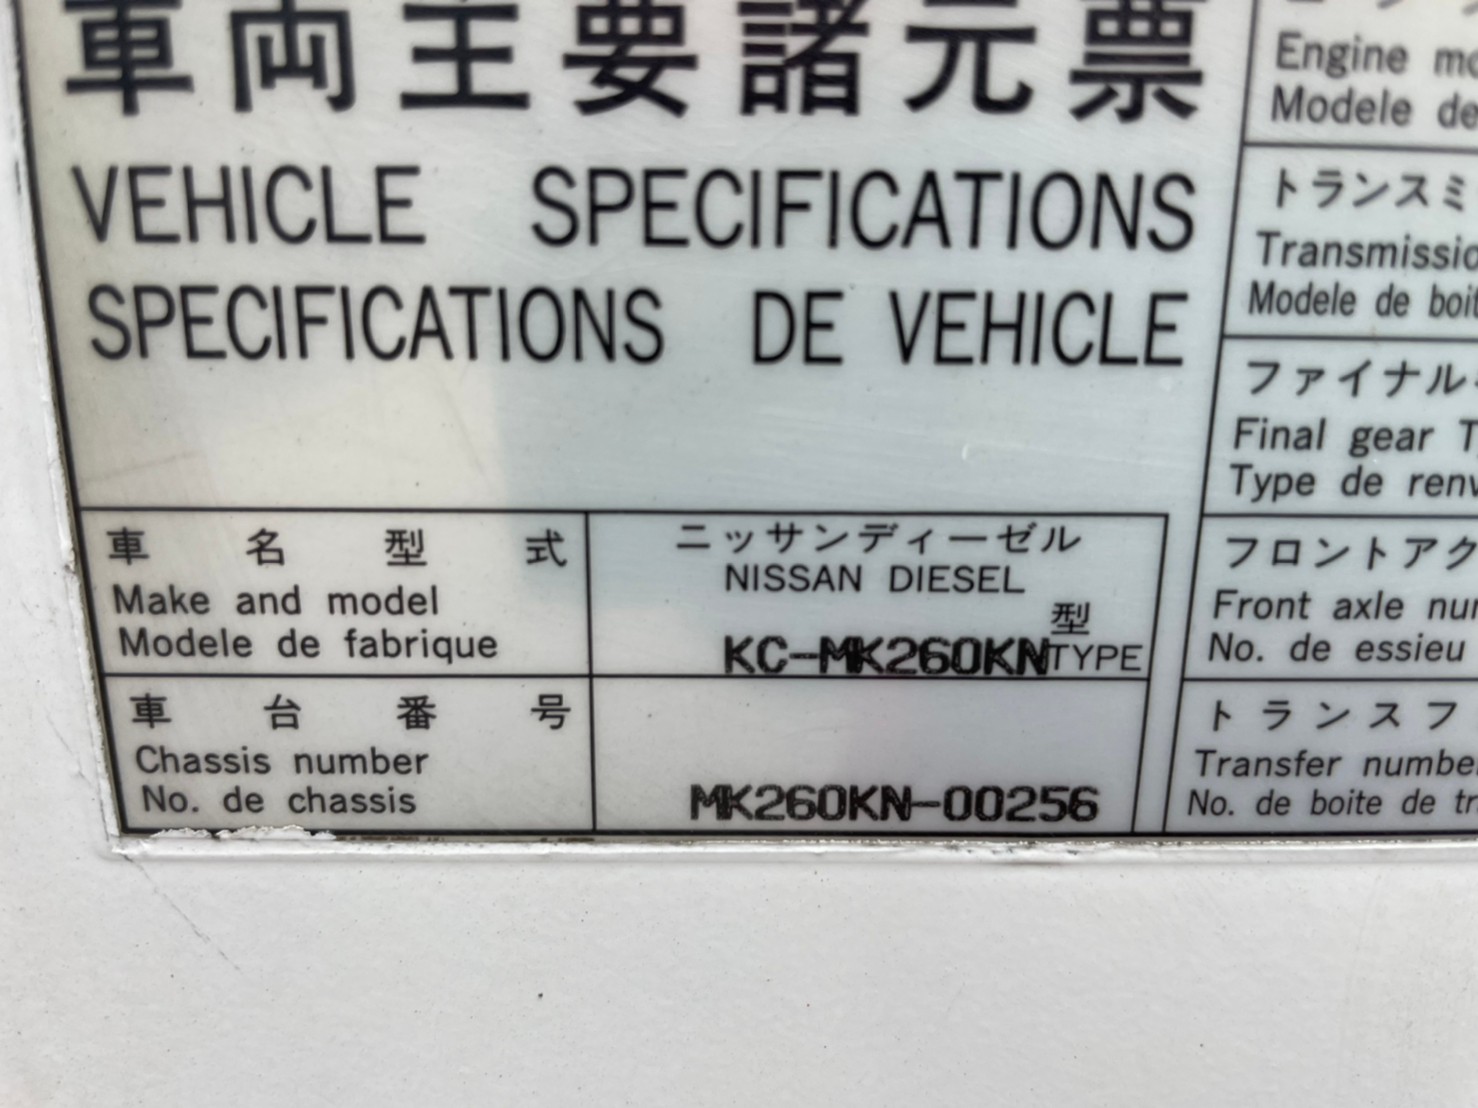 車両主要諸元票
VEHICLE SPECIFICATIONS
SPECIFICATIONS DE VEHICLE
車名型式
Make and model
Modele de fabrique
ニッサンディーゼル
NISSAN DIESEL
KC-MK260KN 型 TYPE
車台番号
Chassis number
No. de chassis
MK260KN-00256
Engine
Modele de
トランスミ
Transmissio
Modele de boit
ファイナル
Final gear T
Type de renv
フロントアク
Front axle nu
No. de essieu
トランスフ
Transfer numbe
No. de boite de tr